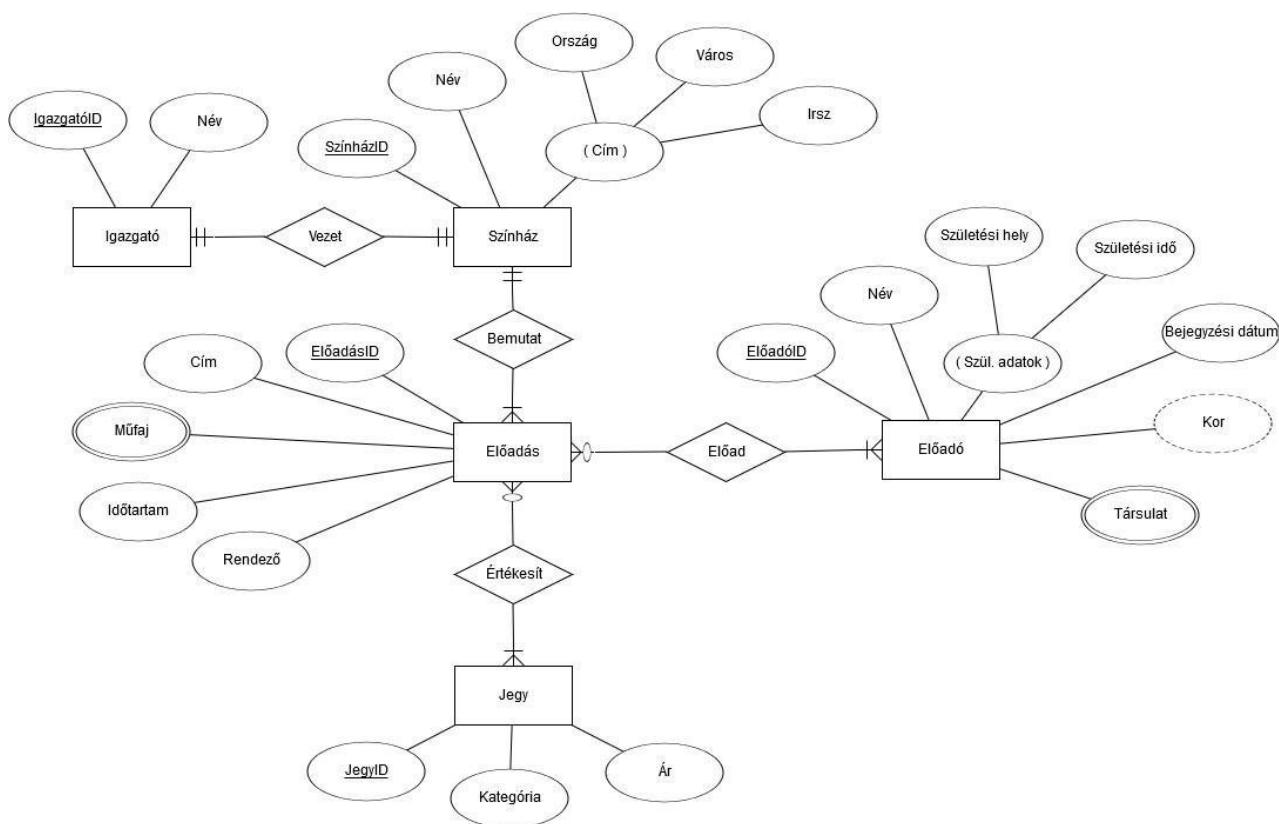 Ország
Város
Név
Irsz
IgazgatóID
Név
SzínházID
( Cím )
Igazgató
Vezet
Színház
Születési hely
Születési idő
Név
Bejegyzési dátum
Bemutat
ElőadásID
Cím
ElőadóID
( Szül. adatok )
Kor
Műfaj
Előadás
Előad
Előadó
Időtartam
Társulat
Rendező
Értékesít
Jegy
JegyID
Ár
Kategória